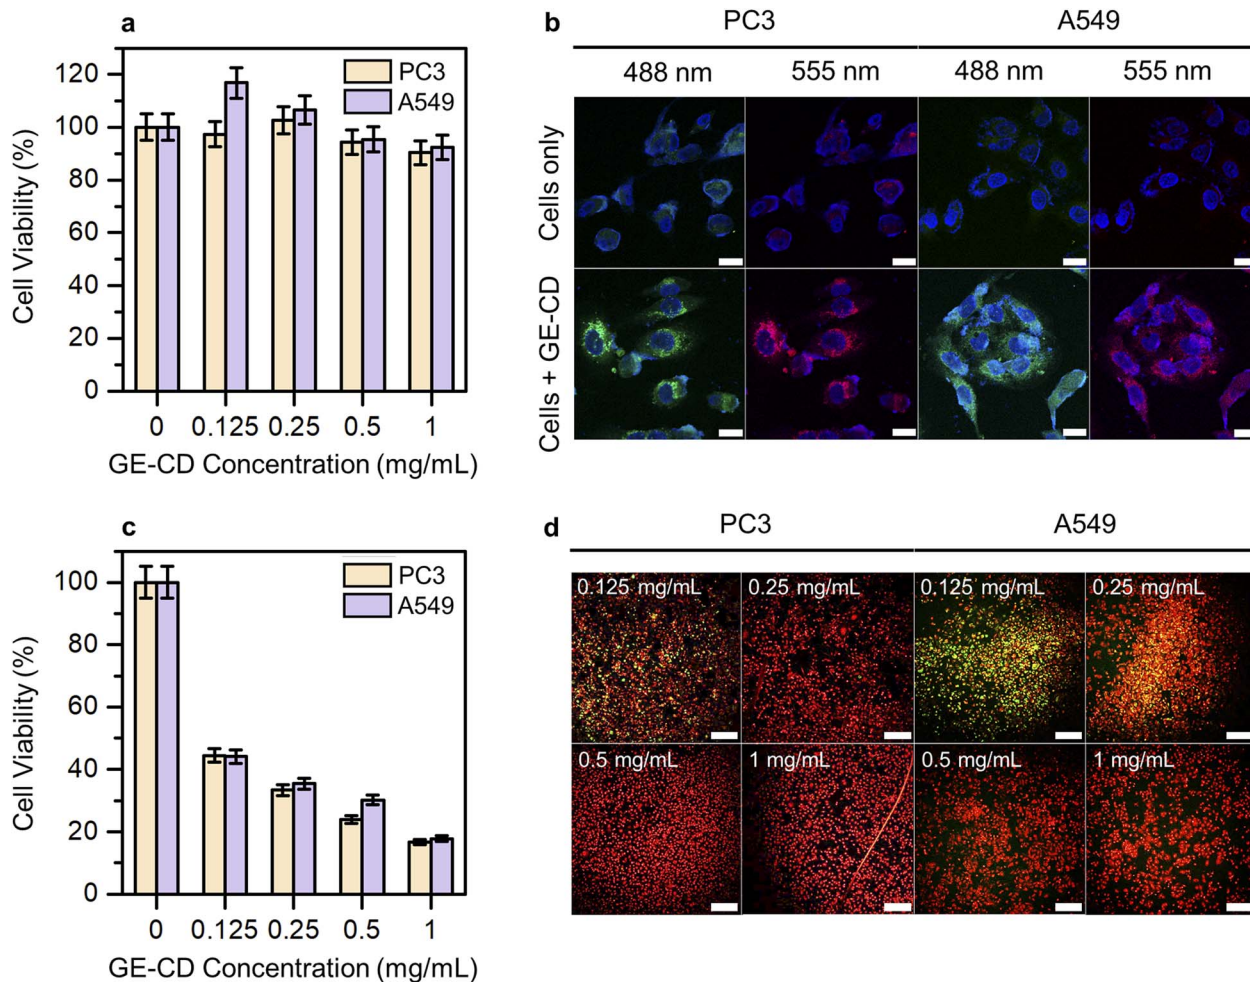 a
120
100
80
60
40
20
0
Cell Viability (%)
PC3
A549
0 0.125 0.25 0.5 1
GE-CD Concentration (mg/mL)
b
PC3 A549
488 nm 555 nm 488 nm 555 nm
Cells only
Cells + GE-CD
c
100
80
60
40
20
0
Cell Viability (%)
PC3
A549
0 0.125 0.25 0.5 1
GE-CD Concentration (mg/mL)
d
PC3 A549
0.125 mg/mL 0.25 mg/mL 0.125 mg/mL 0.25 mg/mL
0.5 mg/mL 1 mg/mL 0.5 mg/mL 1 mg/mL